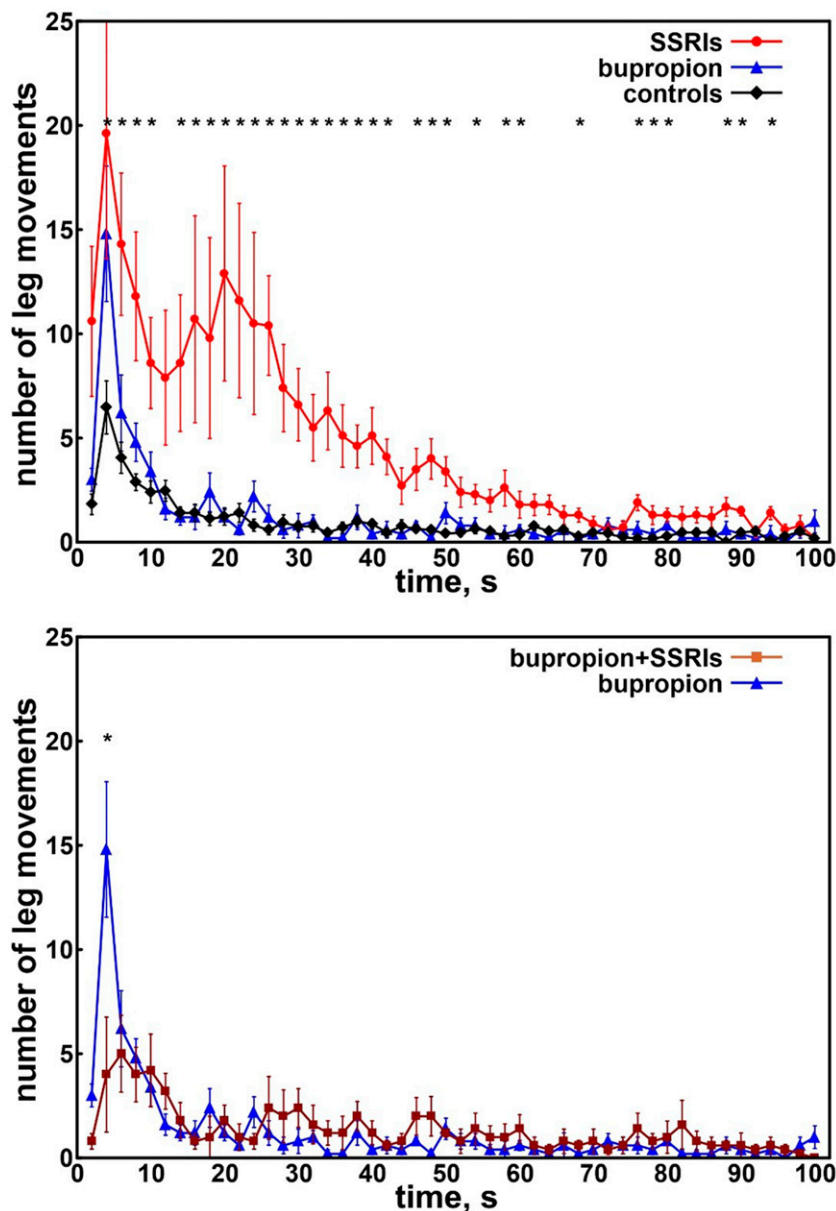 25
SSRIs
bupropion
controls
20 * * * * * * * * * * * * * * * * * * * * * * * * * * * * * * * *
15
10
5
0
number of leg movements
0 10 20 30 40 50 60 70 80 90 100
time, s
25
bupropion+SSRIs
bupropion
20 *
15
10
5
0
number of leg movements
0 10 20 30 40 50 60 70 80 90 100
time, s